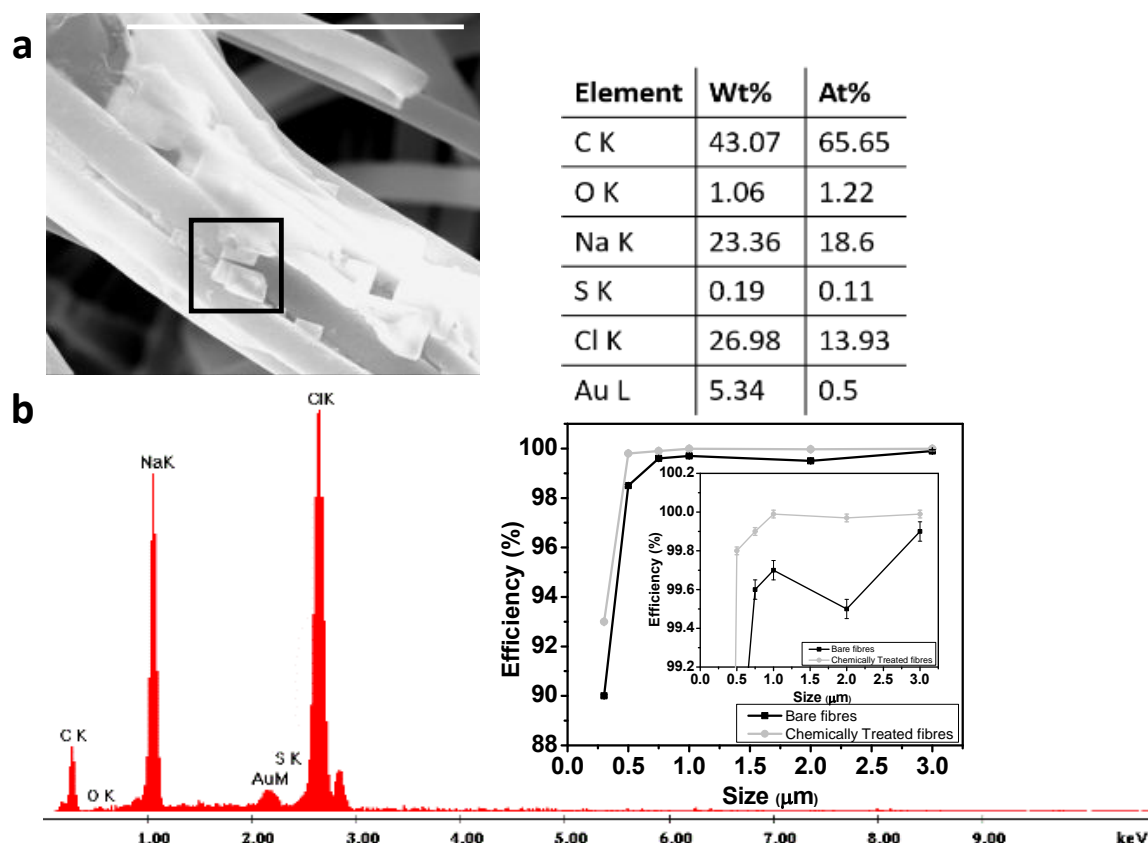 a
Element Wt% At%
C K 43.07 65.65
O K 1.06 1.22
Na K 23.36 18.6
S K 0.19 0.11
Cl K 26.98 13.93
Au L 5.34 0.5
b
ClK
NaK
C K
O K
AuM
S K
1.00 2.00 3.00 4.00 5.00 6.00 7.00 8.00 9.00 keV
Efficiency (%)
100
98
96
94
92
90
88
0.0 0.5 1.0 1.5 2.0 2.5 3.0
Size (μm)
Bare fibres
Chemically Treated fibres
Efficiency (%)
100.2
100.0
99.8
99.6
99.4
99.2
0.0 0.5 1.0 1.5 2.0 2.5 3.0
Size (μm)
Bare fibres
Chemically Treated fibres